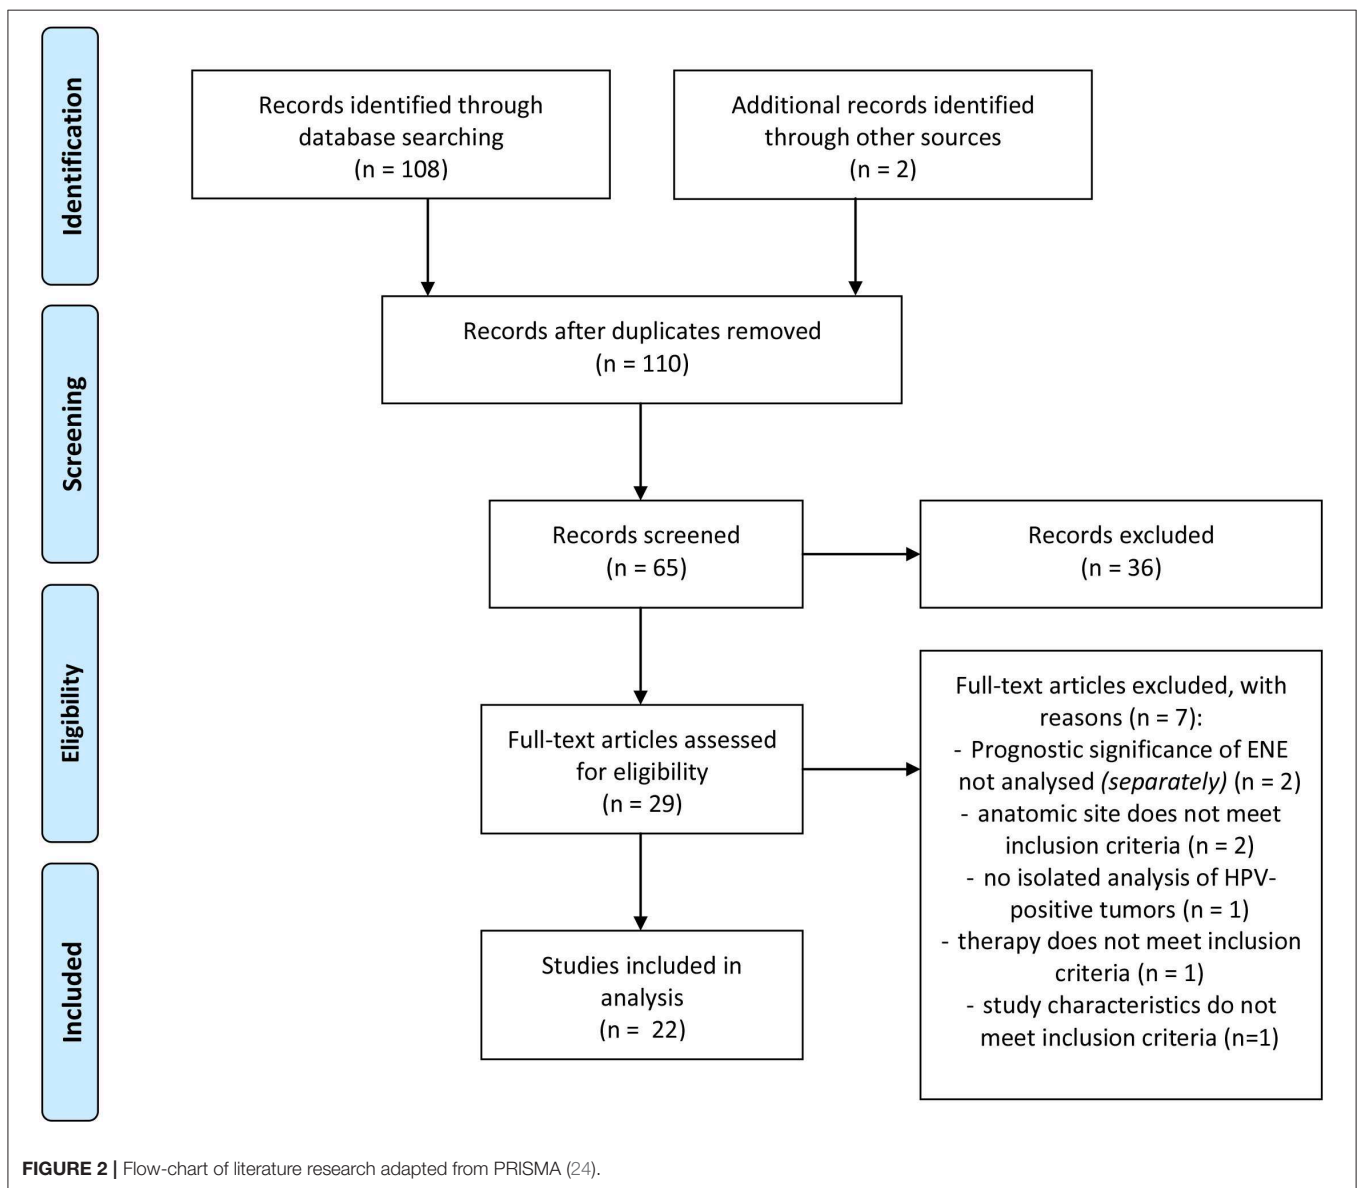 Identification
Records identified through
database searching
(n = 108)
Additional records identified
through other sources
(n = 2)
Screening
Records after duplicates removed
(n = 110)
Records screened
(n = 65)
Records excluded
(n = 36)
Eligibility
Full-text articles assessed
for eligibility
(n = 29)
Full-text articles excluded, with
reasons (n = 7):
- Prognostic significance of ENE
not analysed (separately) (n = 2)
- anatomic site does not meet
inclusion criteria (n = 2)
- no isolated analysis of HPV-
positive tumors (n = 1)
- therapy does not meet inclusion
criteria (n = 1)
- study characteristics do not
meet inclusion criteria (n=1)
Included
Studies included in
analysis
(n = 22)
FIGURE 2 | Flow-chart of literature research adapted from PRISMA (24).